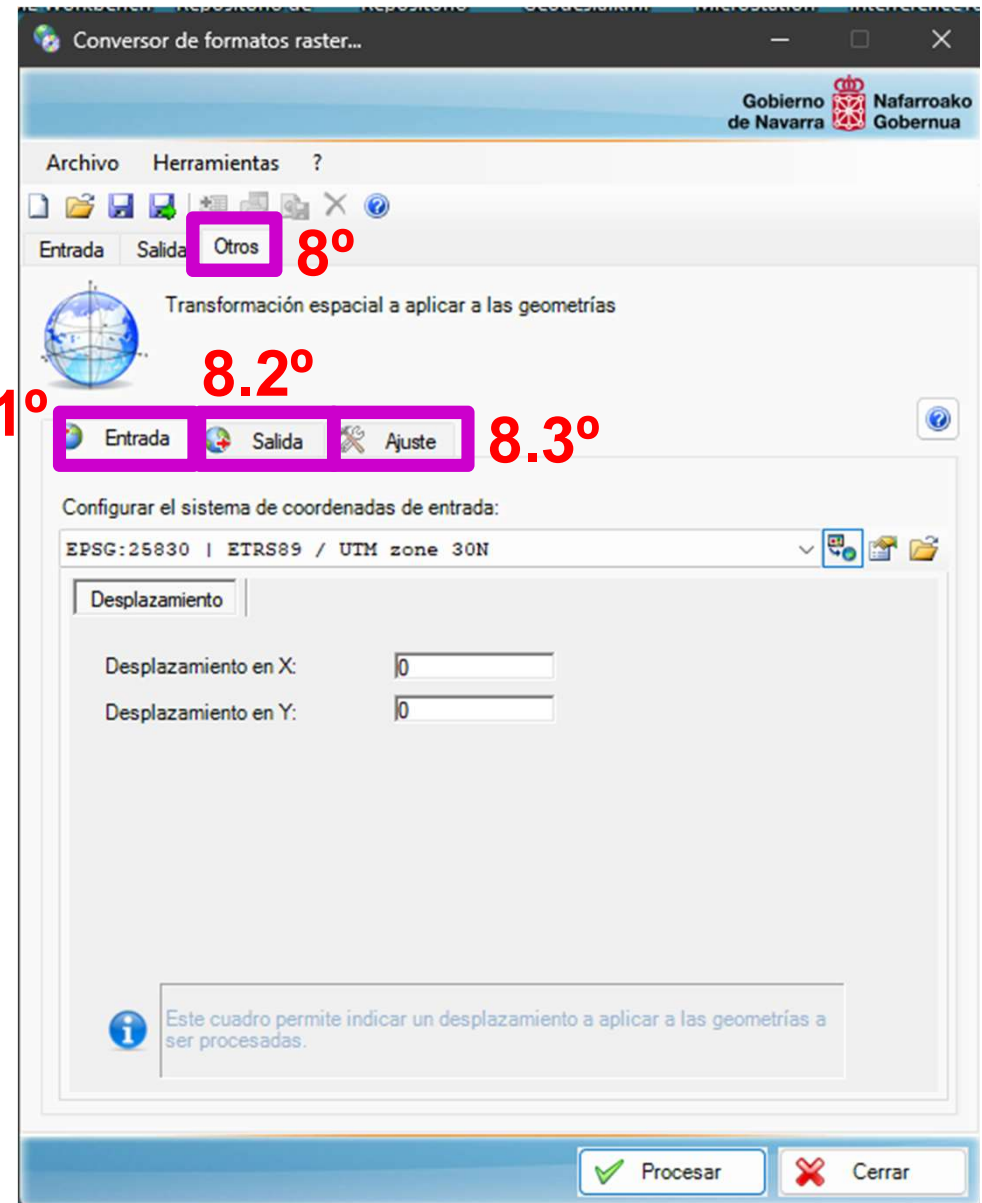 Conversor de formatos raster...
Gobierno de Navarra
Nafarroako Gobernua
Archivo Herramientas ?
Entrada Salida Otros 8º
Transformación espacial a aplicar a las geometrías
8.2º
1º
Entrada Salida Ajuste 8.3º
Configurar el sistema de coordenadas de entrada:
EPSG:25830 | ETRS89 / UTM zone 30N
Desplazamiento
Desplazamiento en X: 0
Desplazamiento en Y: 0
Este cuadro permite indicar un desplazamiento a aplicar a las geometrías a
ser procesadas.
Procesar Cerrar